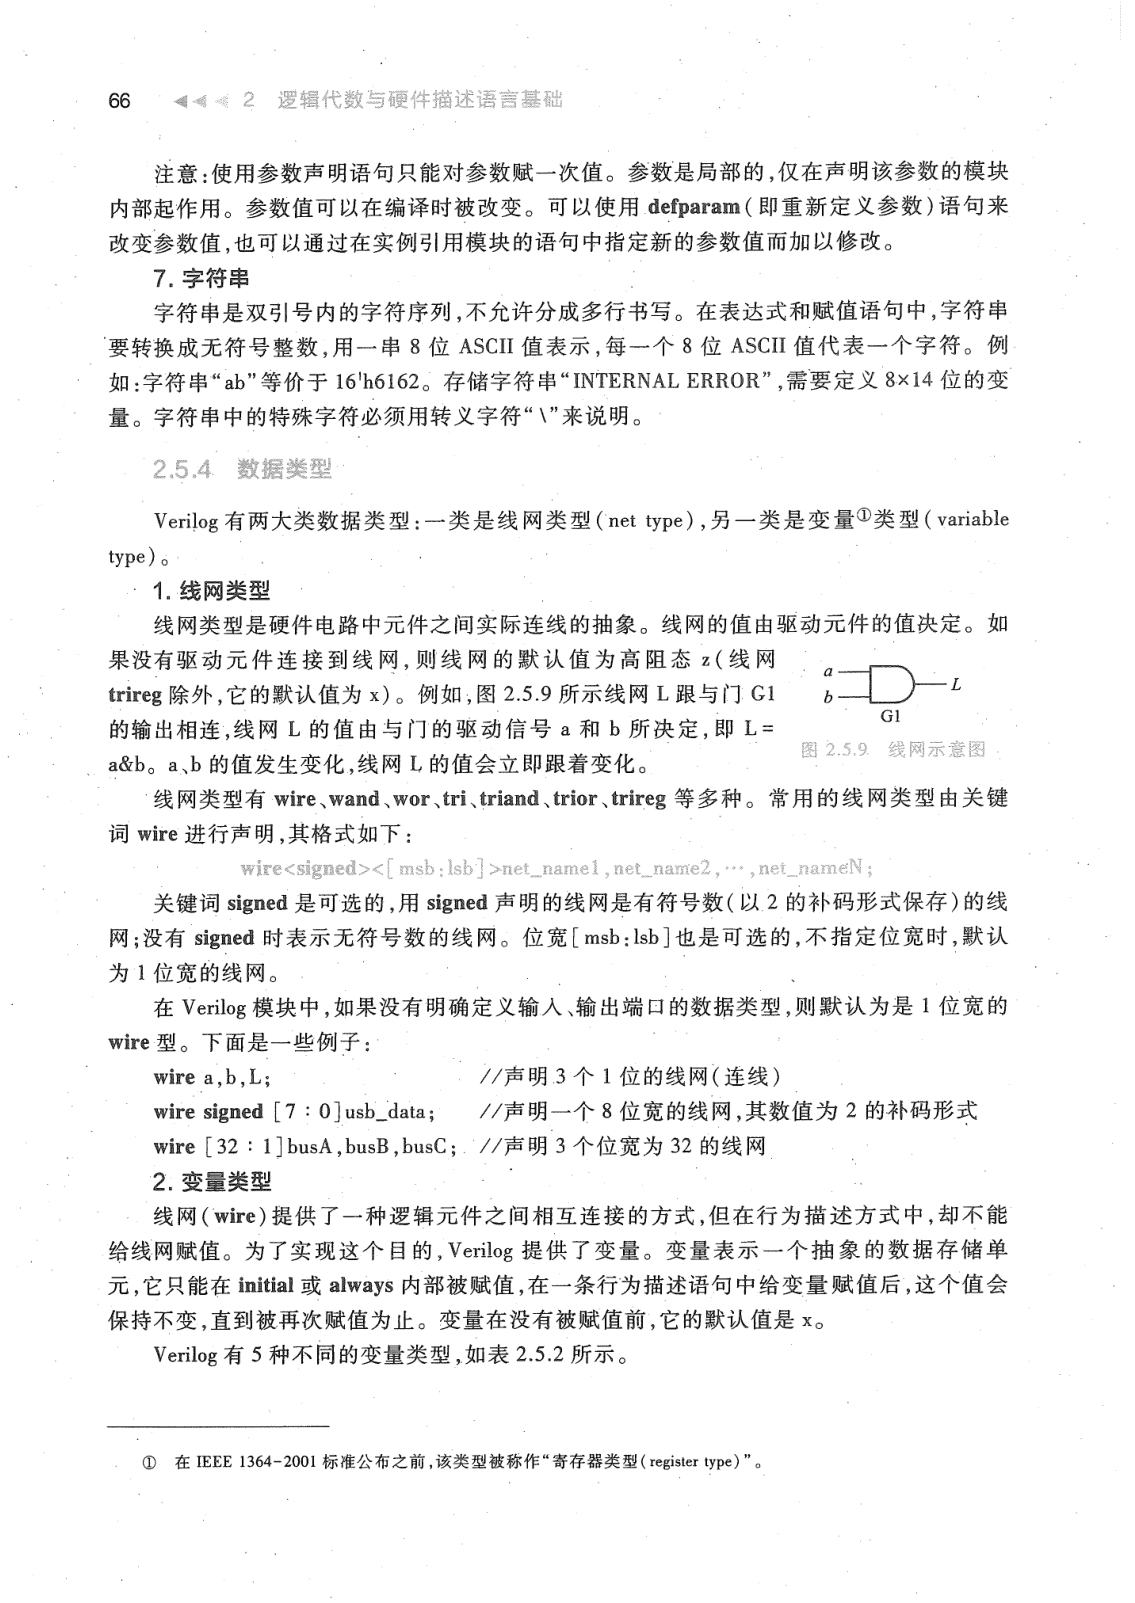 66 2 逻辑代数与硬件描述语言基础
注意:使用参数声明语句只能对参数赋一次值。参数是局部的,仅在声明该参数的模块
内部起作用。参数值可以在编译时被改变。可以使用 defparam(即重新定义参数)语句来
改变参数值,也可以通过在实例引用模块的语句中指定新的参数值而加以修改。
7. 字符串
字符串是双引号内的字符序列,不允许分成多行书写。在表达式和赋值语句中,字符串
要转换成无符号整数,用一串 8 位 ASCII 值表示,每一个 8 位 ASCII 值代表一个字符。例
如:字符串“ab”等价于 16'h6162。存储字符串“INTERNAL ERROR”,需要定义 8×14 位的变
量。字符串中的特殊字符必须用转义字符“\”来说明。
2.5.4 数据类型
Verilog 有两大类数据类型:一类是线网类型(net type),另一类是变量①类型(variable
type)。
1. 线网类型
线网类型是硬件电路中元件之间实际连线的抽象。线网的值由驱动元件的值决定。如
果没有驱动元件连接到线网,则线网的默认值为高阻态 z(线网
trireg 除外,它的默认值为 x)。例如,图 2.5.9 所示线网 L 跟与门 G1
的输出相连,线网 L 的值由与门的驱动信号 a 和 b 所决定,即 L=
a&b。a、b 的值发生变化,线网 L 的值会立即跟着变化。
a
b
L
G1
图 2.5.9 线网示意图
线网类型有 wire、wand、wor、tri、triand、trior、trireg 等多种。常用的线网类型由关键
词 wire 进行声明,其格式如下:
wire<signed><[msb:lsb]>net_name1,net_name2,…,net_nameN;
关键词 signed 是可选的,用 signed 声明的线网是有符号数(以 2 的补码形式保存)的线
网;没有 signed 时表示无符号数的线网。位宽[msb:lsb]也是可选的,不指定位宽时,默认
为 1 位宽的线网。
在 Verilog 模块中,如果没有明确定义输入、输出端口的数据类型,则默认为是 1 位宽的
wire 型。下面是一些例子:
wire a,b,L; //声明 3 个 1 位的线网(连线)
wire signed [7:0]usb_data; //声明一个 8 位宽的线网,其数值为 2 的补码形式
wire [32:1]busA,busB,busC; //声明 3 个位宽为 32 的线网
2. 变量类型
线网(wire)提供了一种逻辑元件之间相互连接的方式,但在行为描述方式中,却不能
给线网赋值。为了实现这个目的,Verilog 提供了变量。变量表示一个抽象的数据存储单
元,它只能在 initial 或 always 内部被赋值,在一条行为描述语句中给变量赋值后,这个值会
保持不变,直到被再次赋值为止。变量在没有被赋值前,它的默认值是 x。
Verilog 有 5 种不同的变量类型,如表 2.5.2 所示。
① 在 IEEE 1364-2001 标准公布之前,该类型被称作“寄存器类型(register type)”。